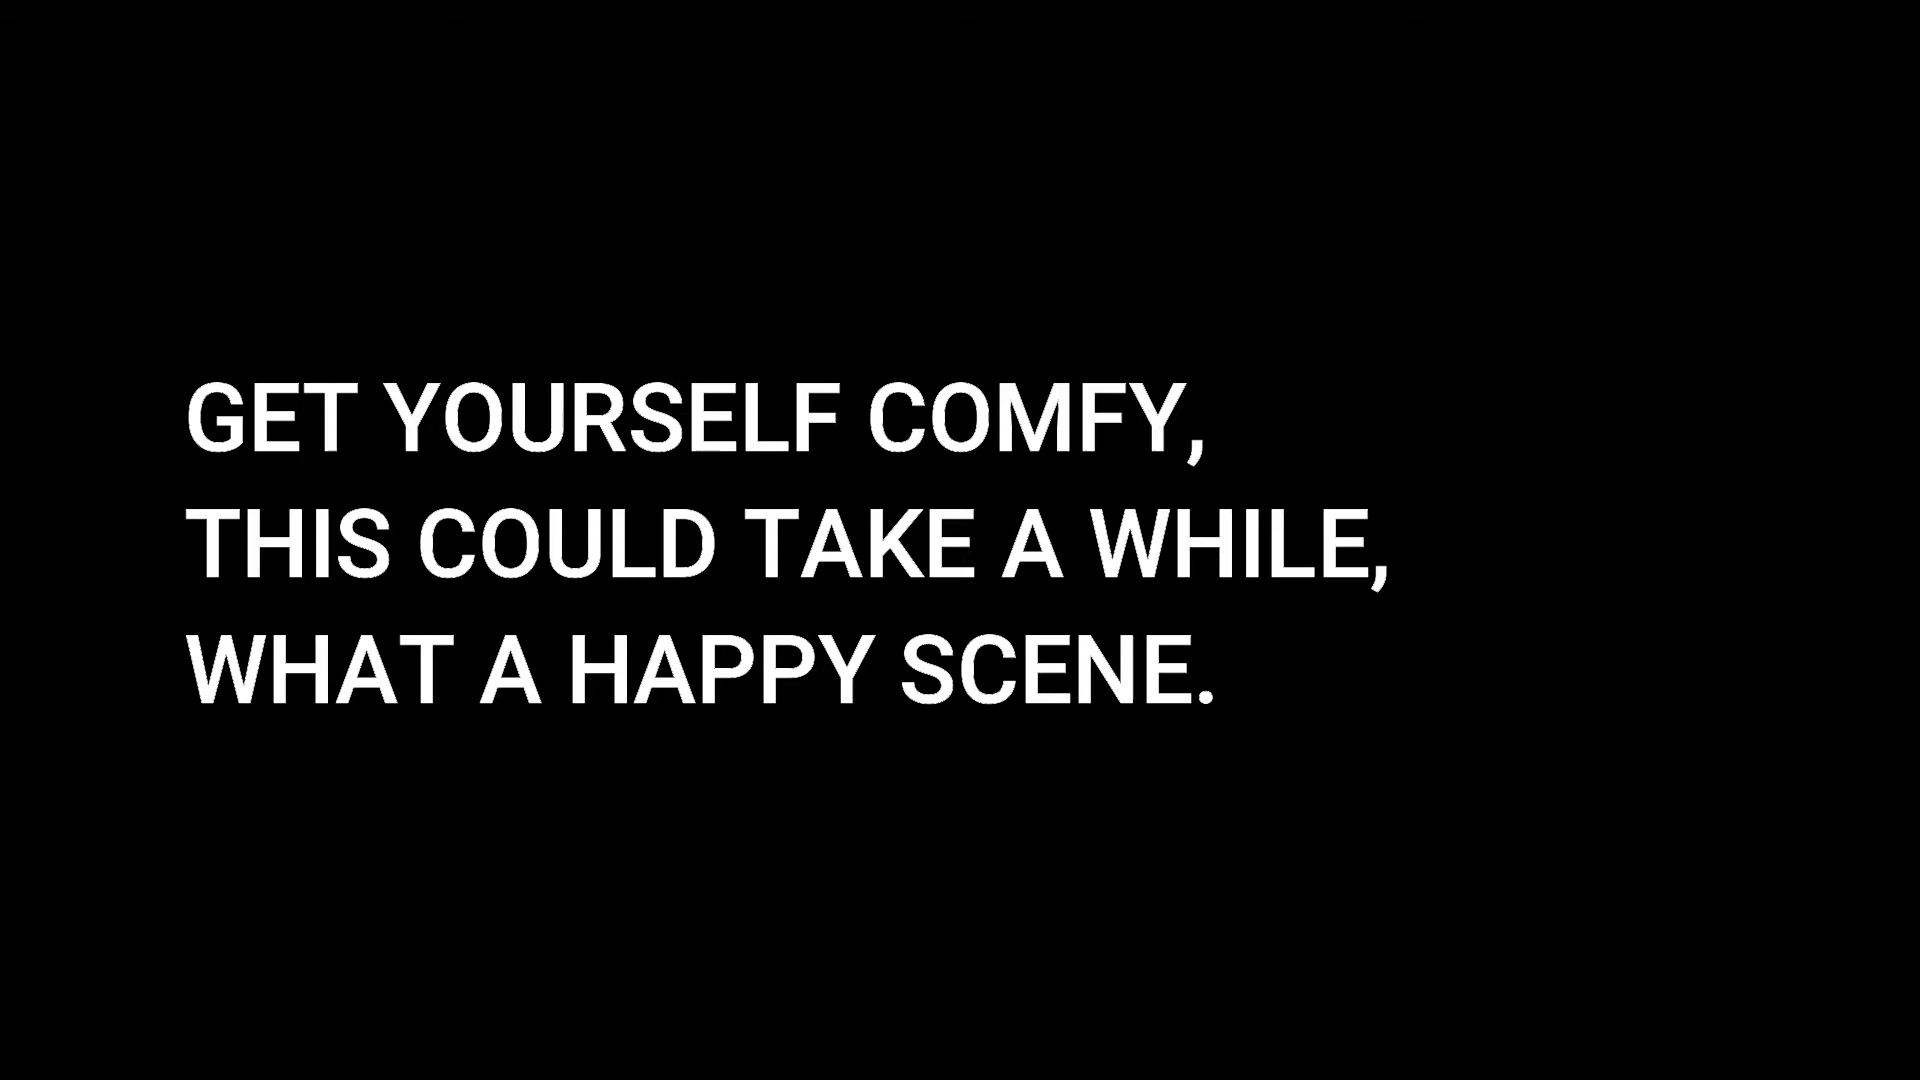 GET YOURSELF COMFY,
THIS COULD TAKE A WHILE,
WHAT A HAPPY SCENE.